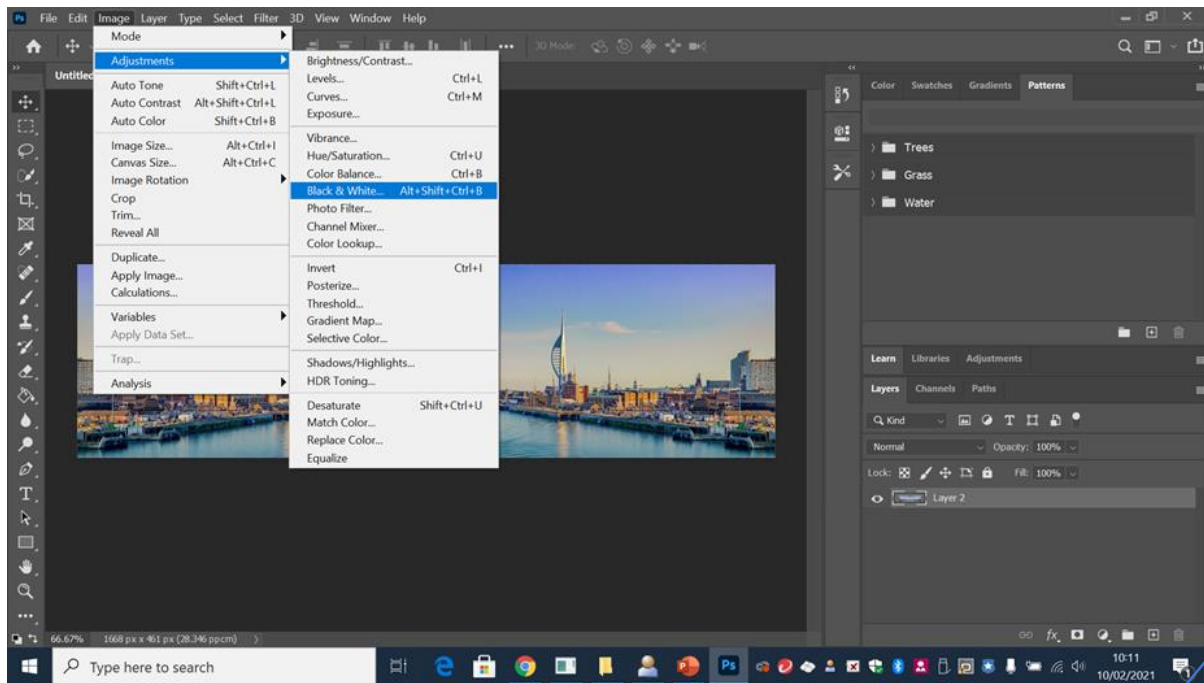 Ps File Edit Image Layer Type Select Filter 3D View Window Help
3D Mode:
Untitled
Mode
Adjustments
Auto Tone Shift+Ctrl+L
Auto Contrast Alt+Shift+Ctrl+L
Auto Color Shift+Ctrl+B
Image Size... Alt+Ctrl+I
Canvas Size... Alt+Ctrl+C
Image Rotation
Crop
Trim...
Reveal All
Duplicate...
Apply Image...
Calculations...
Variables
Apply Data Set...
Trap...
Analysis
Brightness/Contrast...
Levels... Ctrl+L
Curves... Ctrl+M
Exposure...
Vibrance...
Hue/Saturation... Ctrl+U
Color Balance... Ctrl+B
Black & White... Alt+Shift+Ctrl+B
Photo Filter...
Channel Mixer...
Color Lookup...
Invert Ctrl+I
Posterize...
Threshold...
Gradient Map...
Selective Color...
Shadows/Highlights...
HDR Toning...
Desaturate Shift+Ctrl+U
Match Color...
Replace Color...
Equalize
Color Swatches Gradients Patterns
Trees
Grass
Water
Learn Libraries Adjustments
Layers Channels Paths
Kind
Normal Opacity: 100%
Lock: Fill: 100%
Layer 2
fx
66.67% 1668 px x 461 px (28.346 ppcm)
Type here to search
Ps
10:11
10/02/2021